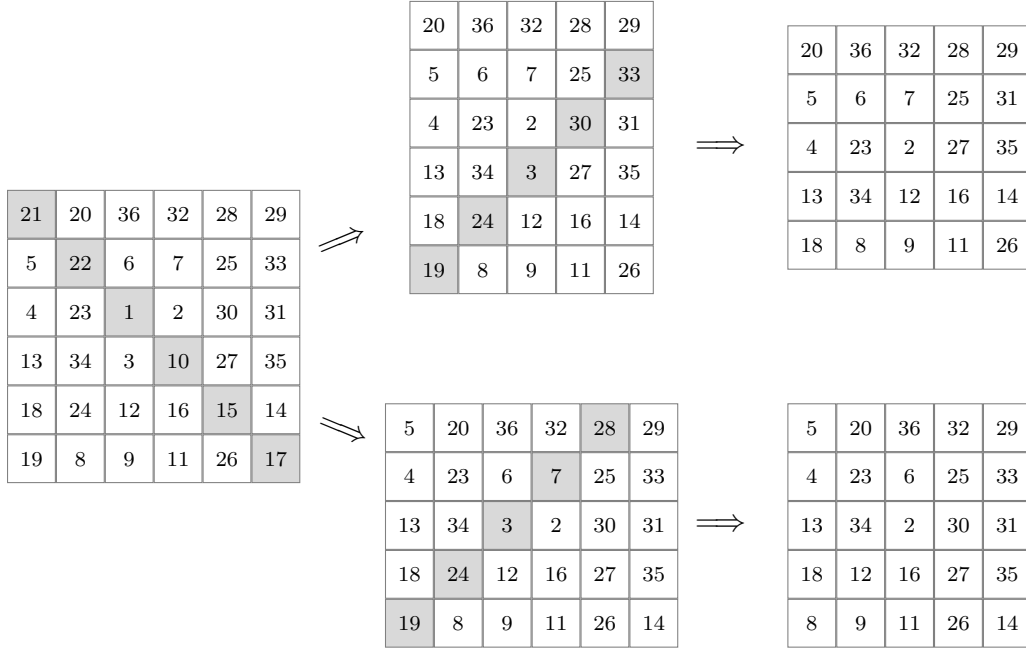 21 20 36 32 28 29
5 22 6 7 25 33
4 23 1 2 30 31
13 34 3 10 27 35
18 24 12 16 15 14
19 8 9 11 26 17
⇒
20 36 32 28 29
5 6 7 25 33
4 23 2 30 31
13 34 3 27 35
18 24 12 16 14
19 8 9 11 26
⇒
20 36 32 28 29
5 6 7 25 31
4 23 2 27 35
13 34 12 16 14
18 8 9 11 26
⇒
5 20 36 32 28 29
4 23 6 7 25 33
13 34 3 2 30 31
18 24 12 16 27 35
19 8 9 11 26 14
⇒
5 20 36 32 29
4 23 6 25 33
13 34 2 30 31
18 12 16 27 35
8 9 11 26 14